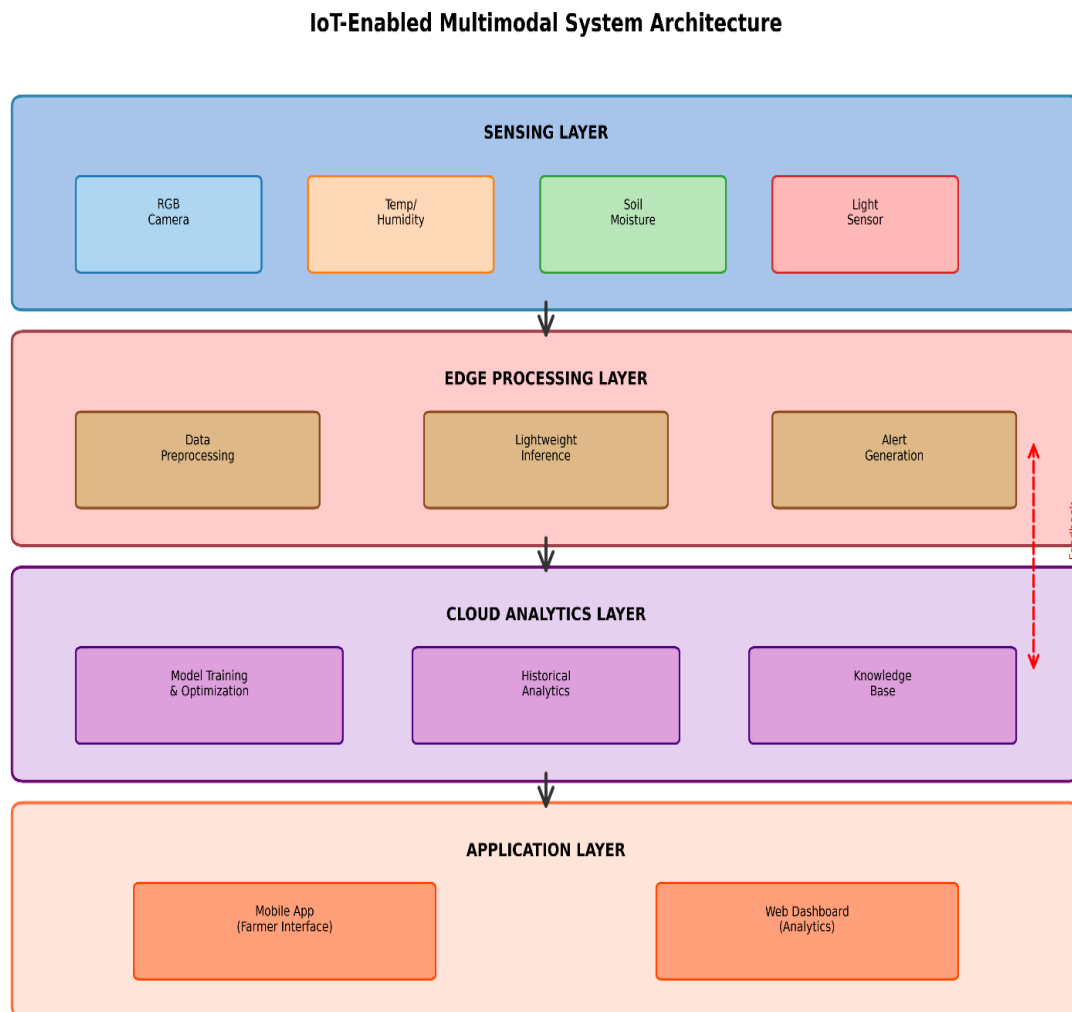 IoT-Enabled Multimodal System Architecture
SENSING LAYER
RGB
Camera
Temp/
Humidity
Soil
Moisture
Light
Sensor
EDGE PROCESSING LAYER
Data
Preprocessing
Lightweight
Inference
Alert
Generation
CLOUD ANALYTICS LAYER
Model Training
& Optimization
Historical
Analytics
Knowledge
Base
APPLICATION LAYER
Mobile App
(Farmer Interface)
Web Dashboard
(Analytics)